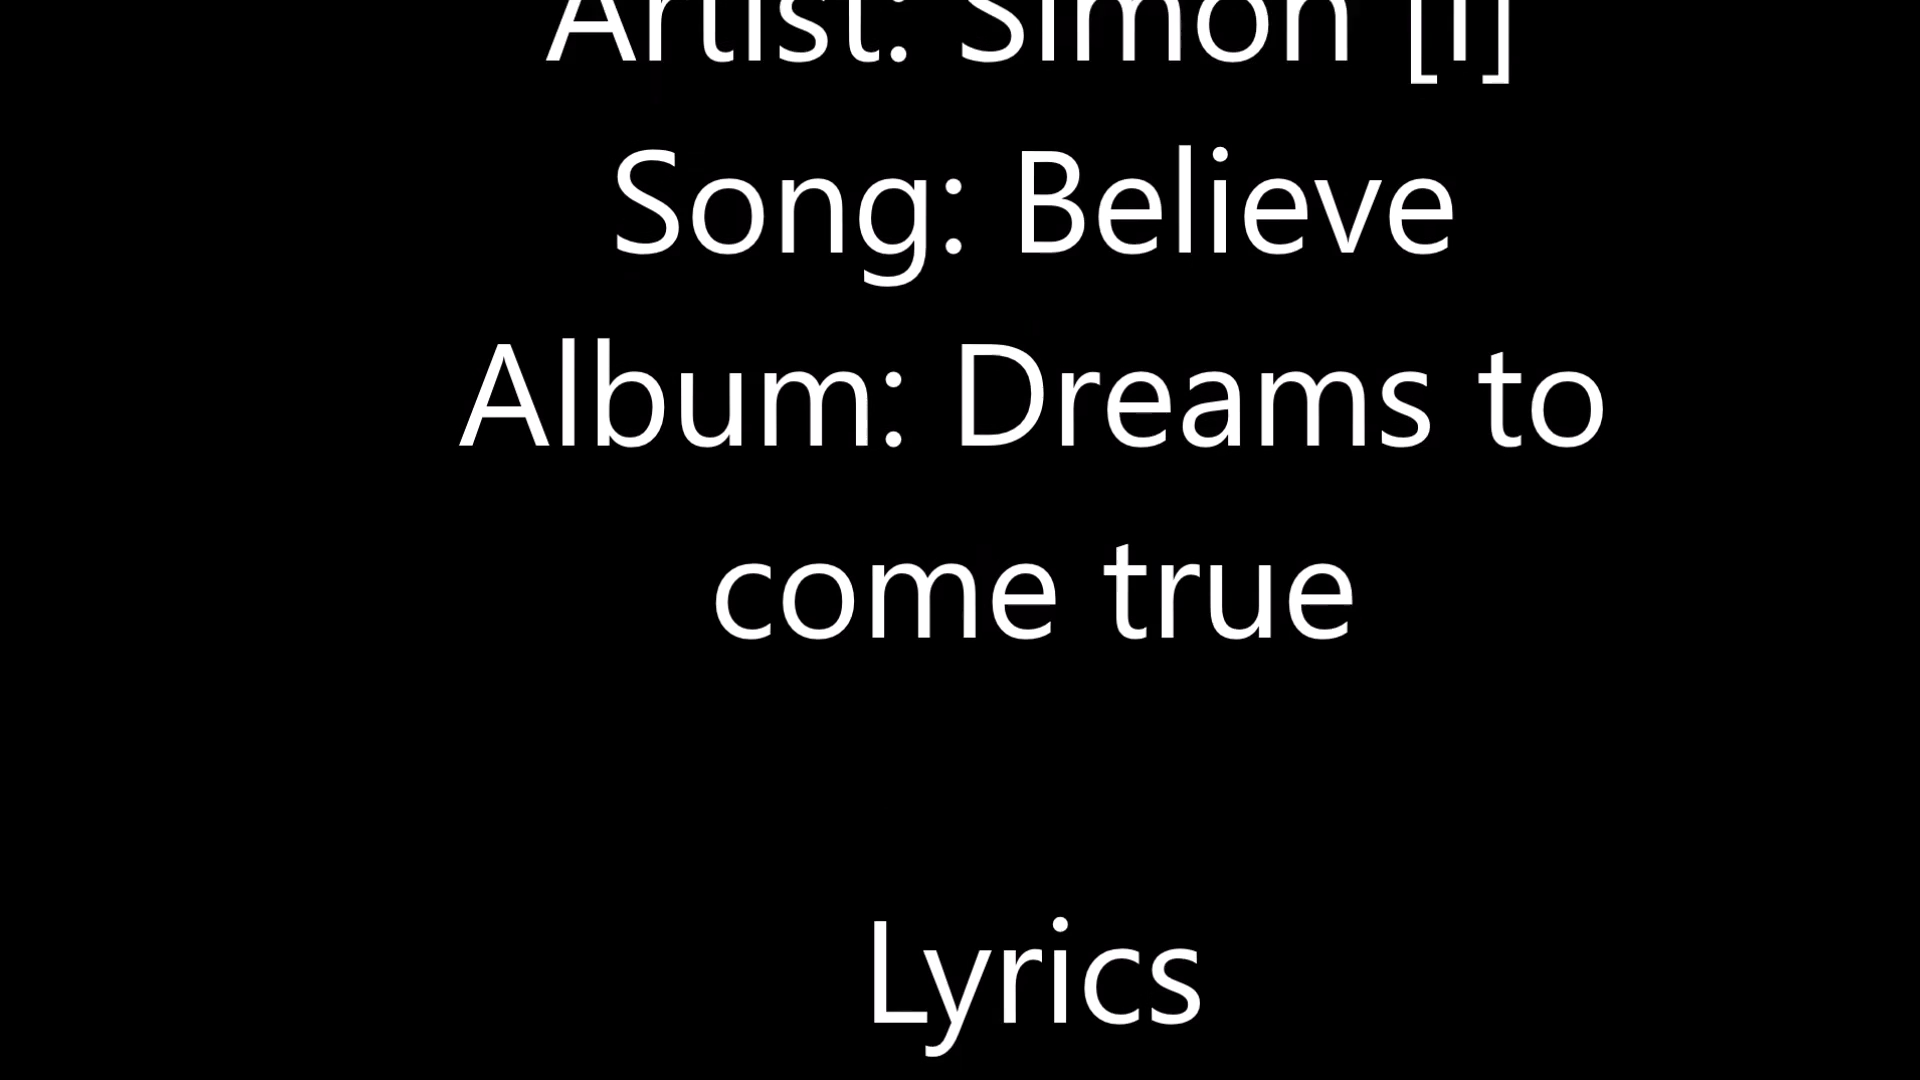 Artist: Simon [I]
Song: Believe
Album: Dreams to
come true
Lyrics